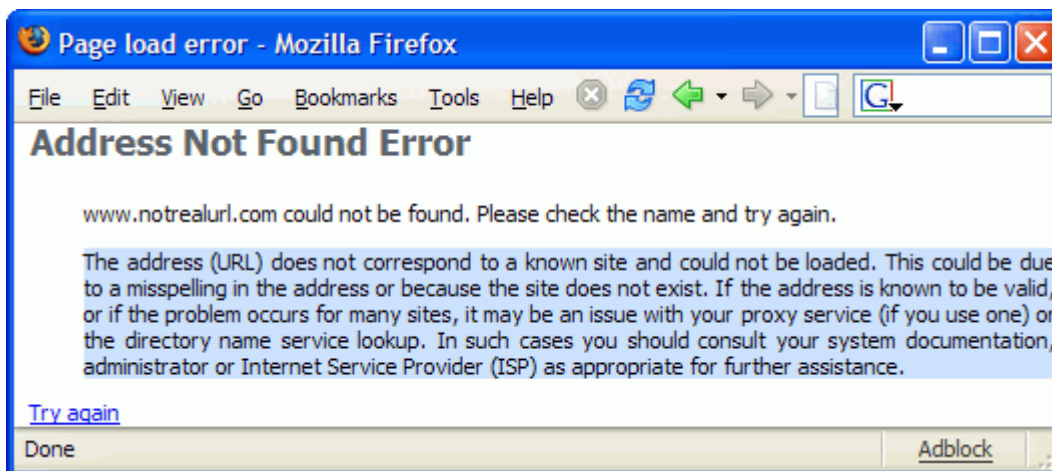 Page load error - Mozilla Firefox
File Edit View Go Bookmarks Tools Help G
Address Not Found Error
www.notrealurl.com could not be found. Please check the name and try again.
The address (URL) does not correspond to a known site and could not be loaded. This could be due
to a misspelling in the address or because the site does not exist. If the address is known to be valid,
or if the problem occurs for many sites, it may be an issue with your proxy service (if you use one) or
the directory name service lookup. In such cases you should consult your system documentation,
administrator or Internet Service Provider (ISP) as appropriate for further assistance.
Try again
Done Adblock